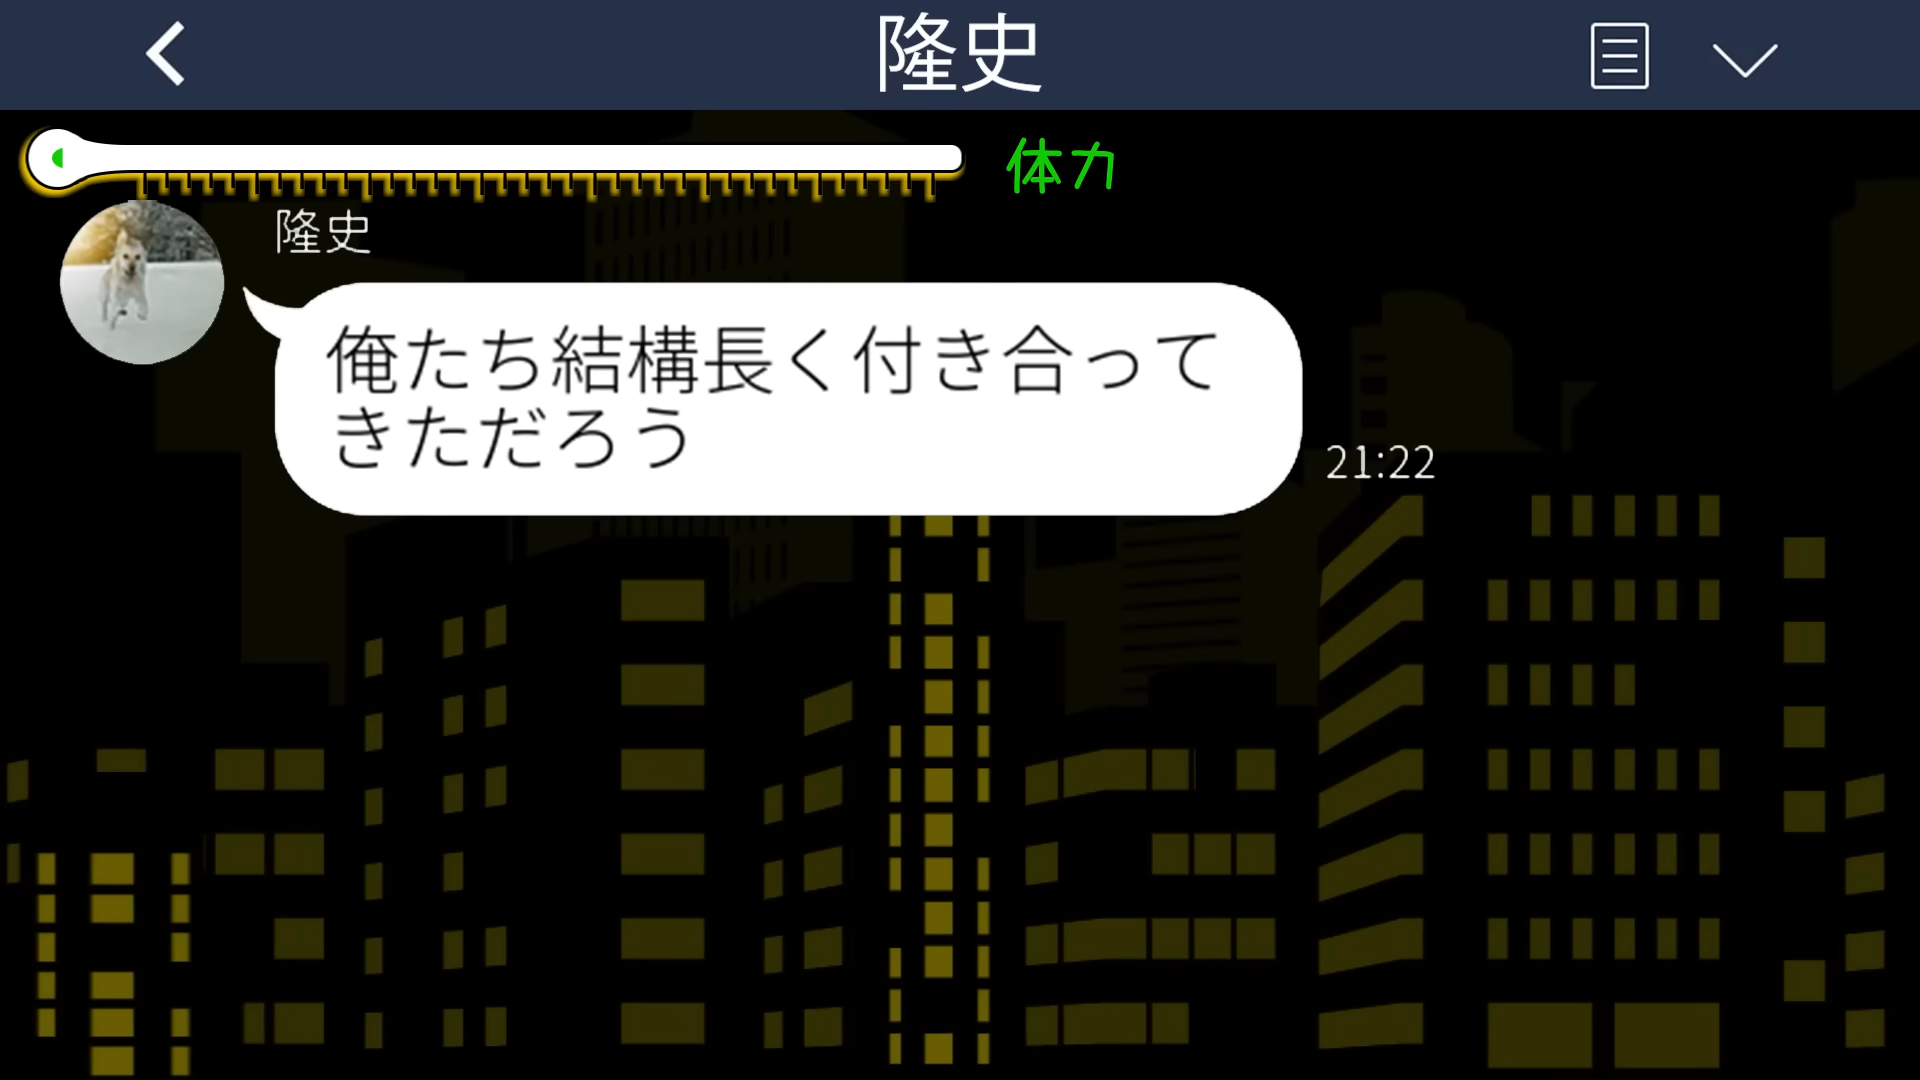 隆史
体力
隆史
俺たち結構長く付き合って
きただろう
21:22